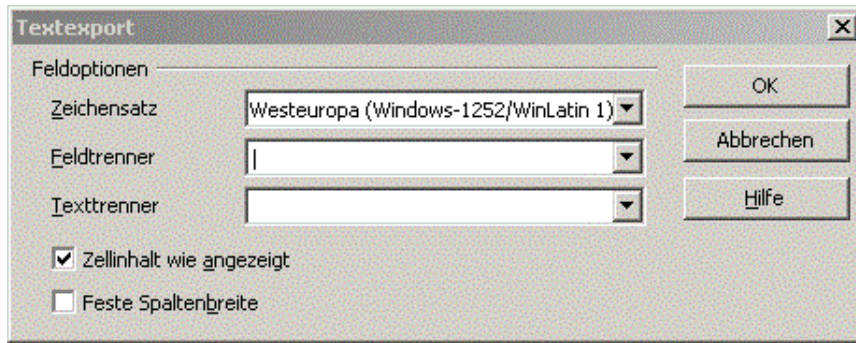 Textexport
Feldoptionen
Zeichensatz
Westeuropa (Windows-1252/WinLatin 1)
Feldtrenner
|
Texttrenner
Zellinhalt wie angezeigt
Feste Spaltenbreite
OK
Abbrechen
Hilfe